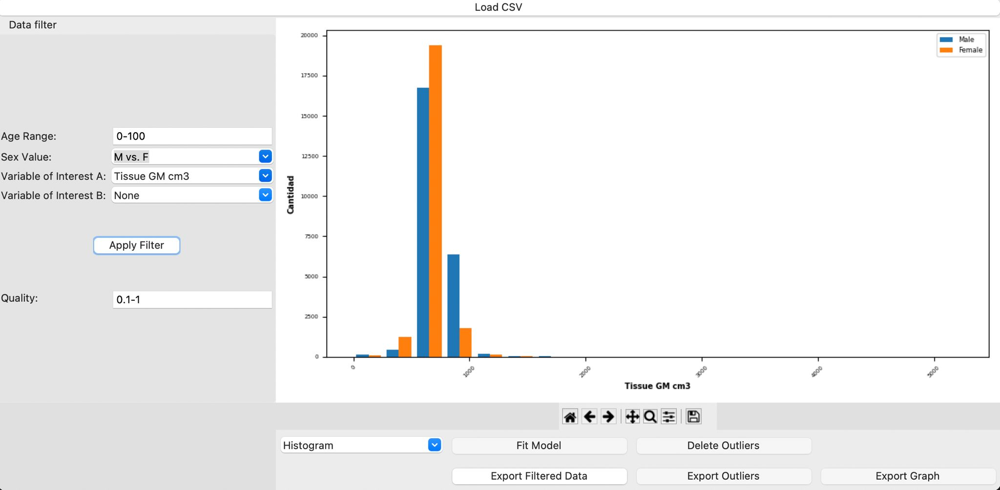 Load CSV
Data filter
Age Range: 0-100
Sex Value: M vs. F
Variable of Interest A: Tissue GM cm3
Variable of Interest B: None
Apply Filter
Quality: 0.1-1
20000
17500
15000
12500
10000
7500
5000
2500
0
Cantidad
Male
Female
0 1000 2000 3000 4000 5000
Tissue GM cm3
Histogram Fit Model Delete Outliers
Export Filtered Data Export Outliers Export Graph